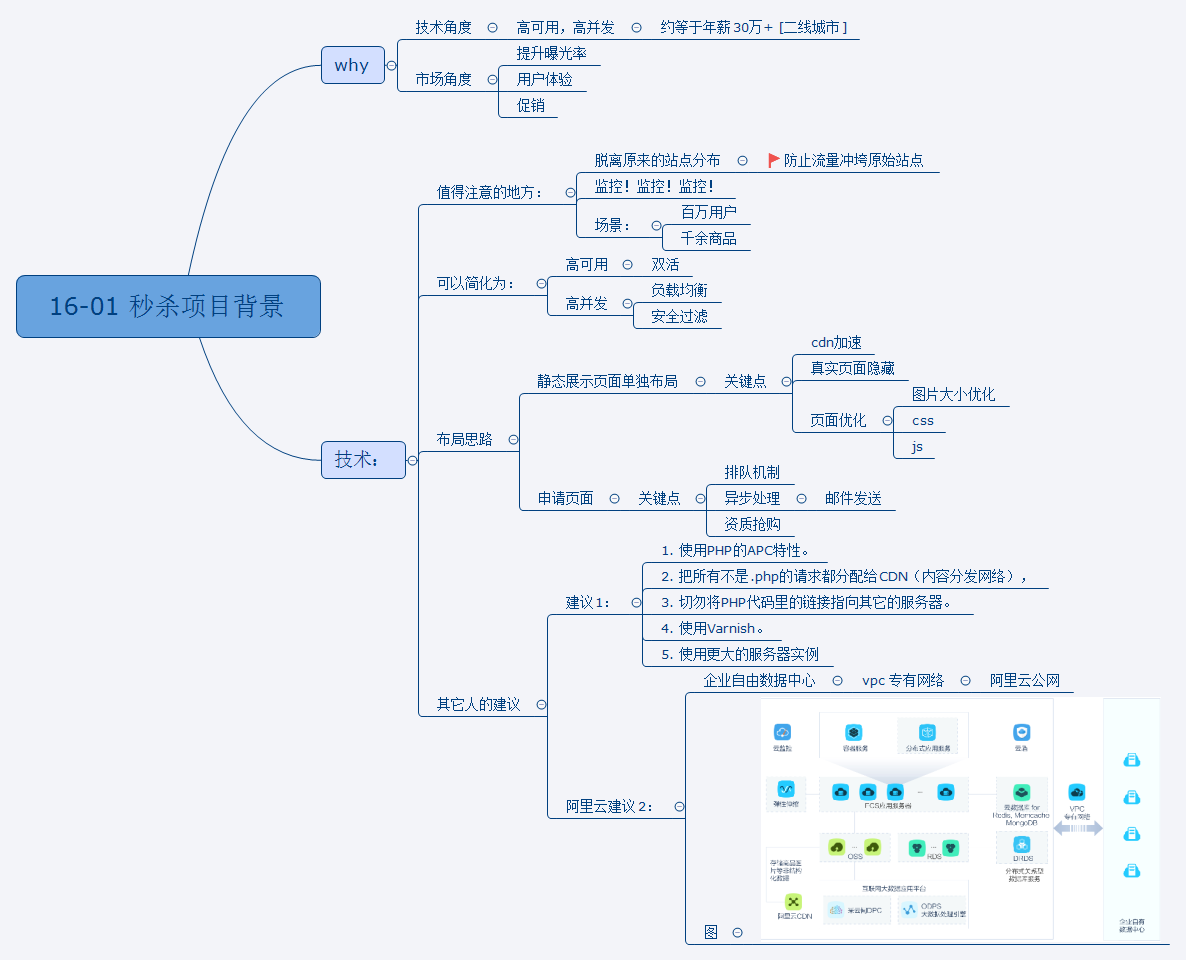 技术角度
高可用，高并发
约等于年薪 30万＋ [二线城市 ]
why
提升曝光率
市场角度
用户体验
促销
脱离原来的站点分布
防止流量冲垮原始站点
值得注意的地方：
监控！监控！监控！
场景：
百万用户
千余商品
可以简化为：
高可用
双活
高并发
负载均衡
安全过滤
16-01 秒杀项目背景
技术：
布局思路
静态展示页面单独布局
关键点
cdn加速
真实页面隐藏
页面优化
图片大小优化
css
js
申请页面
关键点
排队机制
异步处理
邮件发送
资质抢购
其它人的建议
建议 1：
1. 使用PHP的APC特性。
2. 把所有不是 .php的请求都分配给 CDN（内容分发网络），
3. 切勿将PHP代码里的链接指向其它的服务器。
4. 使用Varnish。
5. 使用更大的服务器实例
阿里云建议 2：
企业自由数据中心
vpc 专有网络
阿里云公网
图
云监控
容器服务
分布式应用服务
云盾
弹性伸缩
ECS应用服务器
云数据库 for
Redis, Memcache
MongoDB
VPC
专有网络
OSS
RDS
DRDS
分布式关系型
数据库服务
存储商品图
片等非结构
化数据
互联网大数据应用平台
阿里云CDN
采云间DPC
ODPS
大数据处理引擎
企业自有
数据中心